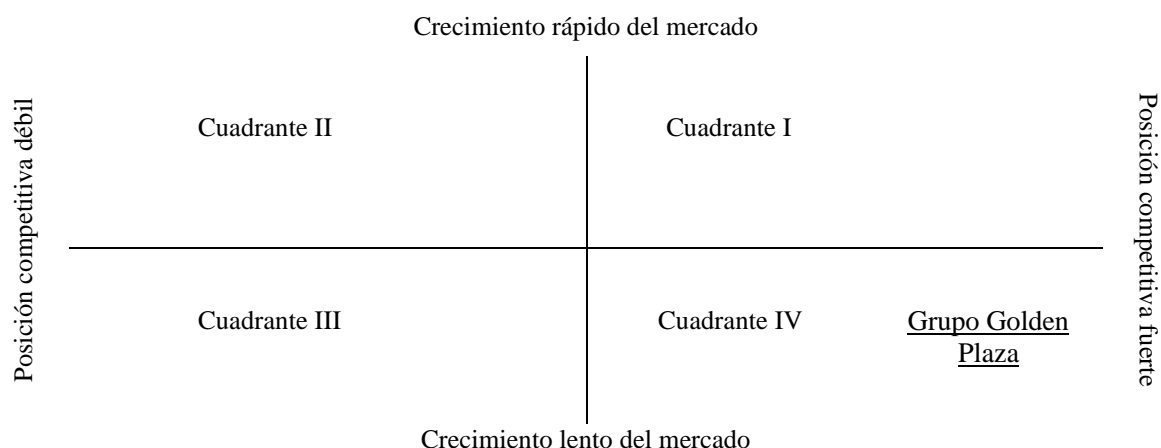 Crecimiento rápido del mercado
Posición competitiva débil
Cuadrante II
Cuadrante I
Posición competitiva fuerte
Cuadrante III
Cuadrante IV
Grupo Golden
Plaza
Crecimiento lento del mercado